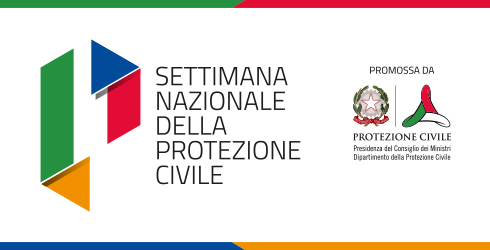 SETTIMANA
NAZIONALE
DELLA
PROTEZIONE
CIVILE
PROMOSSA DA
PROTEZIONE CIVILE
Presidenza del Consiglio dei Ministri
Dipartimento della Protezione Civile